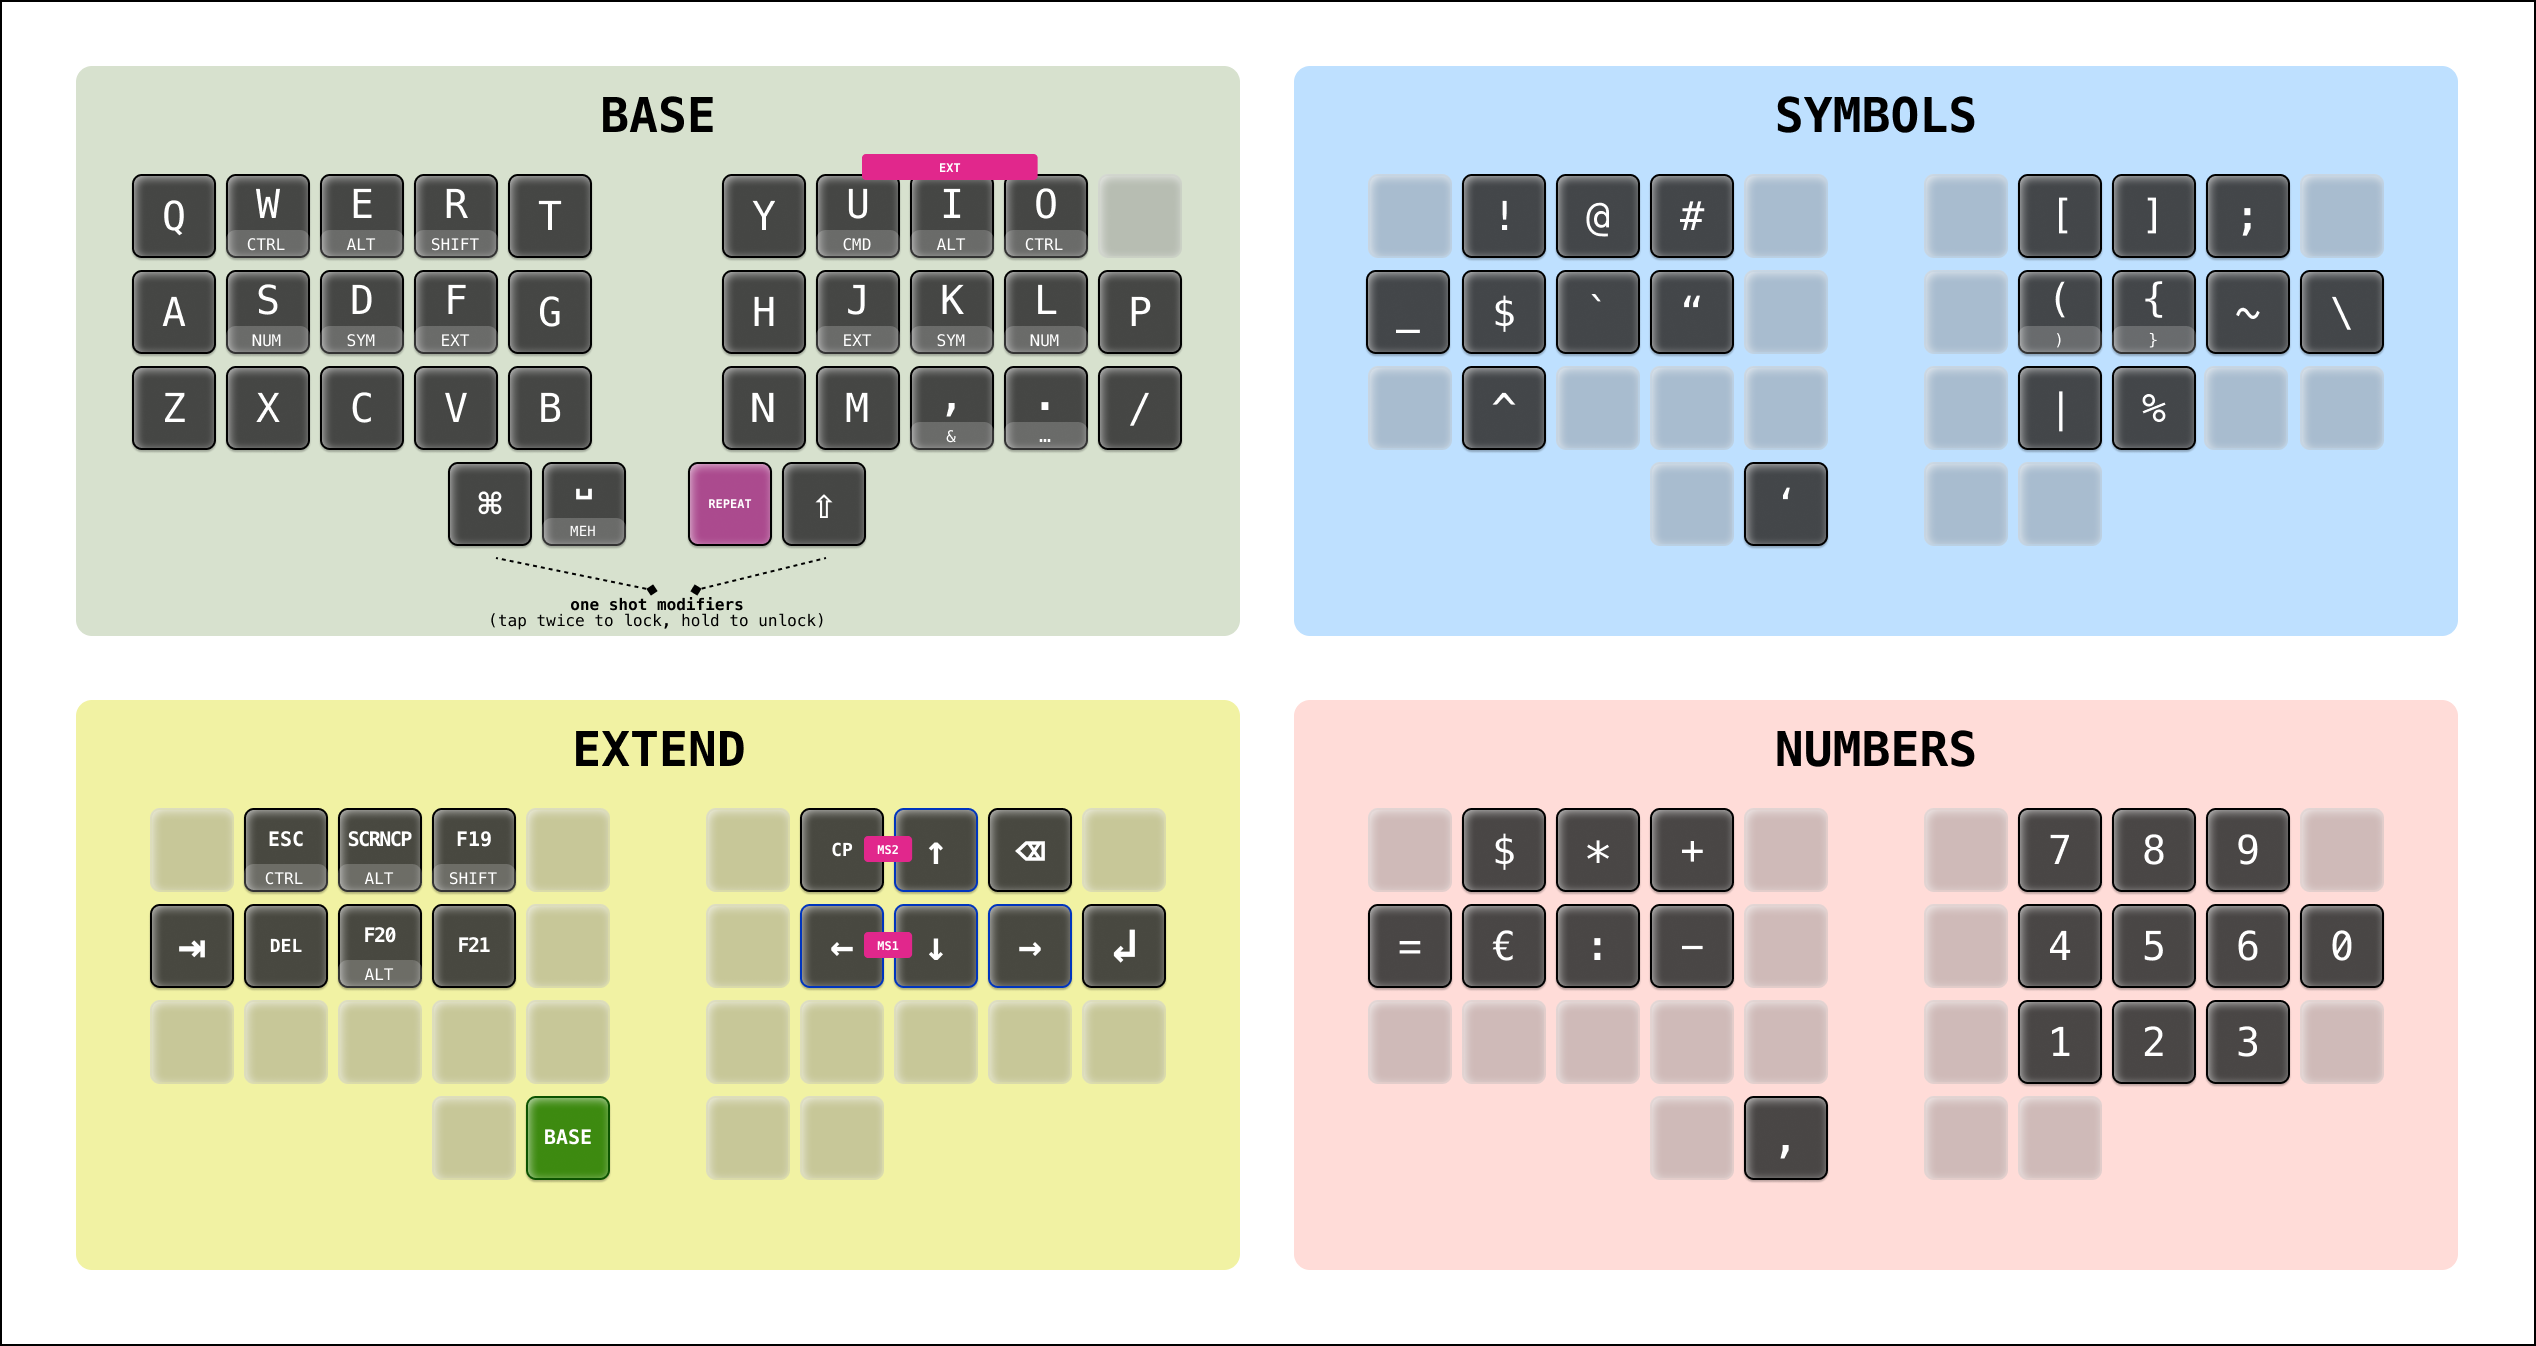 BASE
EXT
Q W E R T Y U I O
CTRL ALT SHIFT CMD ALT CTRL
A S D F G H J K L P
NUM SYM EXT EXT SYM NUM
Z X C V B N M , . /
& …
⌘ ␣ REPEAT ⇧
MEH
one shot modifiers
(tap twice to lock, hold to unlock)
SYMBOLS
! @ # [ ] ;
_ $ ` “ ( { ~ \
) }
^ | %
‘
EXTEND
ESC SCRNCP F19 CP MS2 ↑ ⌫
CTRL ALT SHIFT
⇥ DEL F20 F21 ← MS1 ↓ → ↲
ALT
BASE
NUMBERS
$ * + 7 8 9
= € : − 4 5 6 0
1 2 3
,